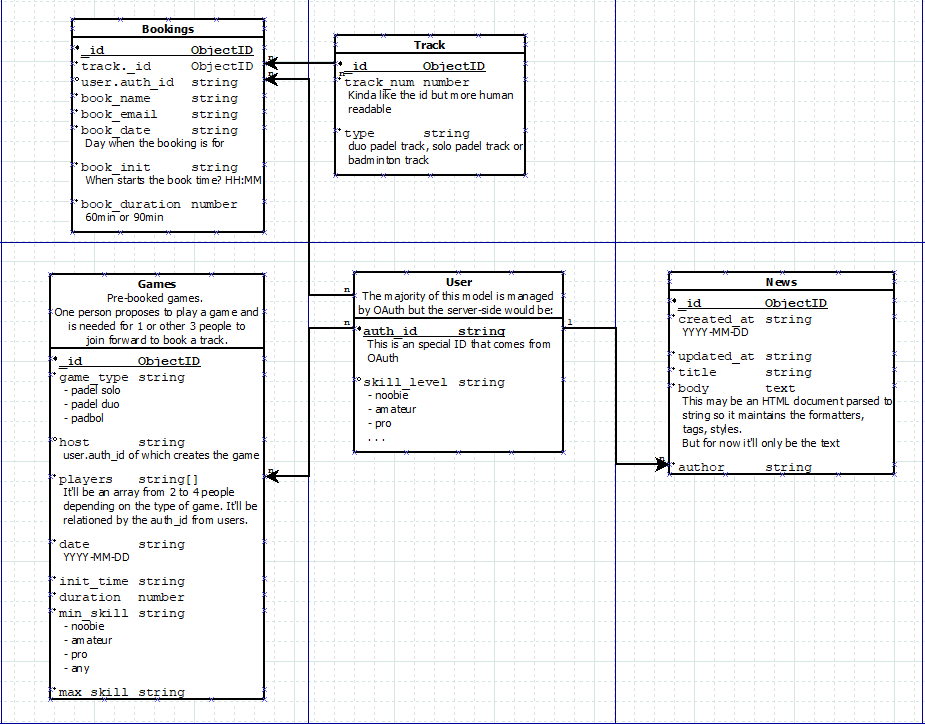 Bookings
_id ObjectID
track._id ObjectID
user.auth_id string
book_name string
book_email string
book_date string
Day when the booking is for
book_init string
When starts the book time? HH:MM
book_duration number
60min or 90min
n
n
Track
_id ObjectID
n
track_num number
Kinda like the id but more human
readable
type string
duo padel track, solo padel track or
badminton track
Games
Pre-booked games.
One person proposes to play a game and
is needed for 1 or other 3 people to
join forward to book a track.
_id ObjectID
game_type string
- padel solo
- padel duo
- padbol
host string
user.auth_id of which creates the game
players string[]
It'll be an array from 2 to 4 people
depending on the type of game. It'll be
relationed by the auth_id from users.
date string
YYYY-MM-DD
init_time string
duration number
min_skill string
- noobie
- amateur
- pro
- any
max_skill string
n
User
The majority of this model is managed
by OAuth but the server-side would be:
n
n
auth_id string
This is an special ID that comes from
OAuth
skill_level string
- noobie
- amateur
- pro
. . .
1
News
_id ObjectID
created_at string
YYYY-MM-DD
updated_at string
title string
body text
This may be an HTML document parsed to
string so it maintains the formatters,
tags, styles.
But for now it'll only be the text
n
author string